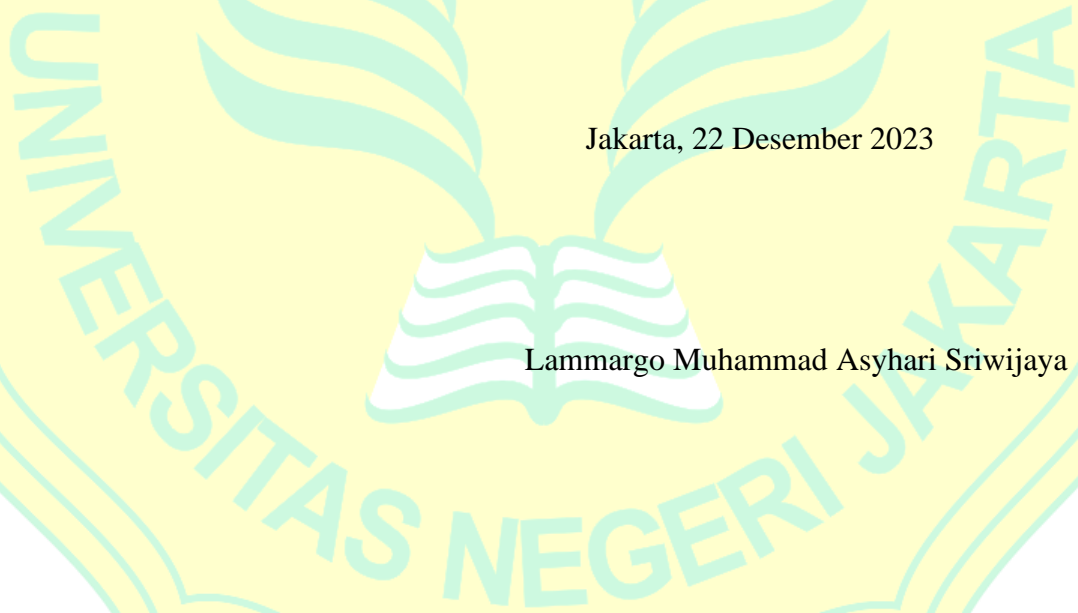 Jakarta, 22 Desember 2023
Lammargo Muhammad Asyhari Sriwijaya
UNIVERSITAS NEGERI JAKARTA